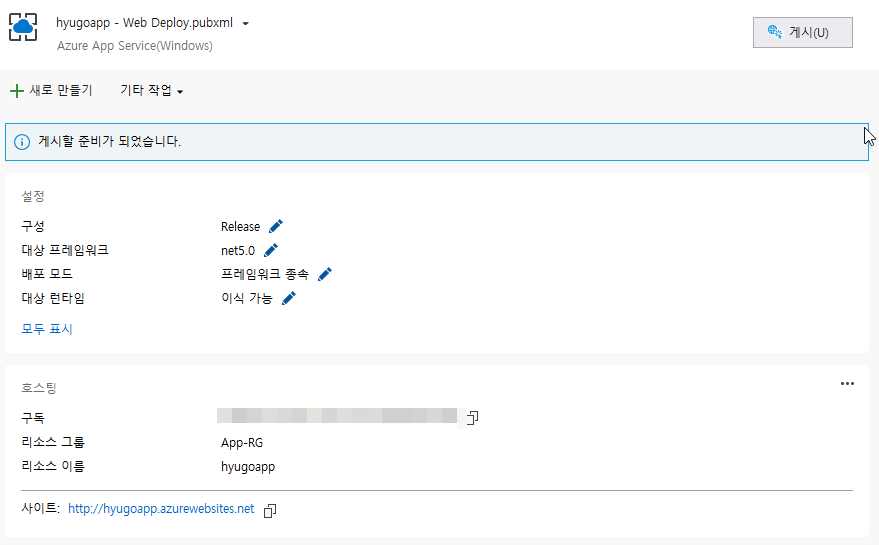 hyugoapp - Web Deploy.pubxml
Azure App Service(Windows)
게시(U)
새로 만들기 기타 작업
게시할 준비가 되었습니다.
설정
구성 Release
대상 프레임워크 net5.0
배포 모드 프레임워크 종속
대상 런타임 이식 가능
모두 표시
호스팅
구독
리소스 그룹 App-RG
리소스 이름 hyugoapp
사이트: http://hyugoapp.azurewebsites.net